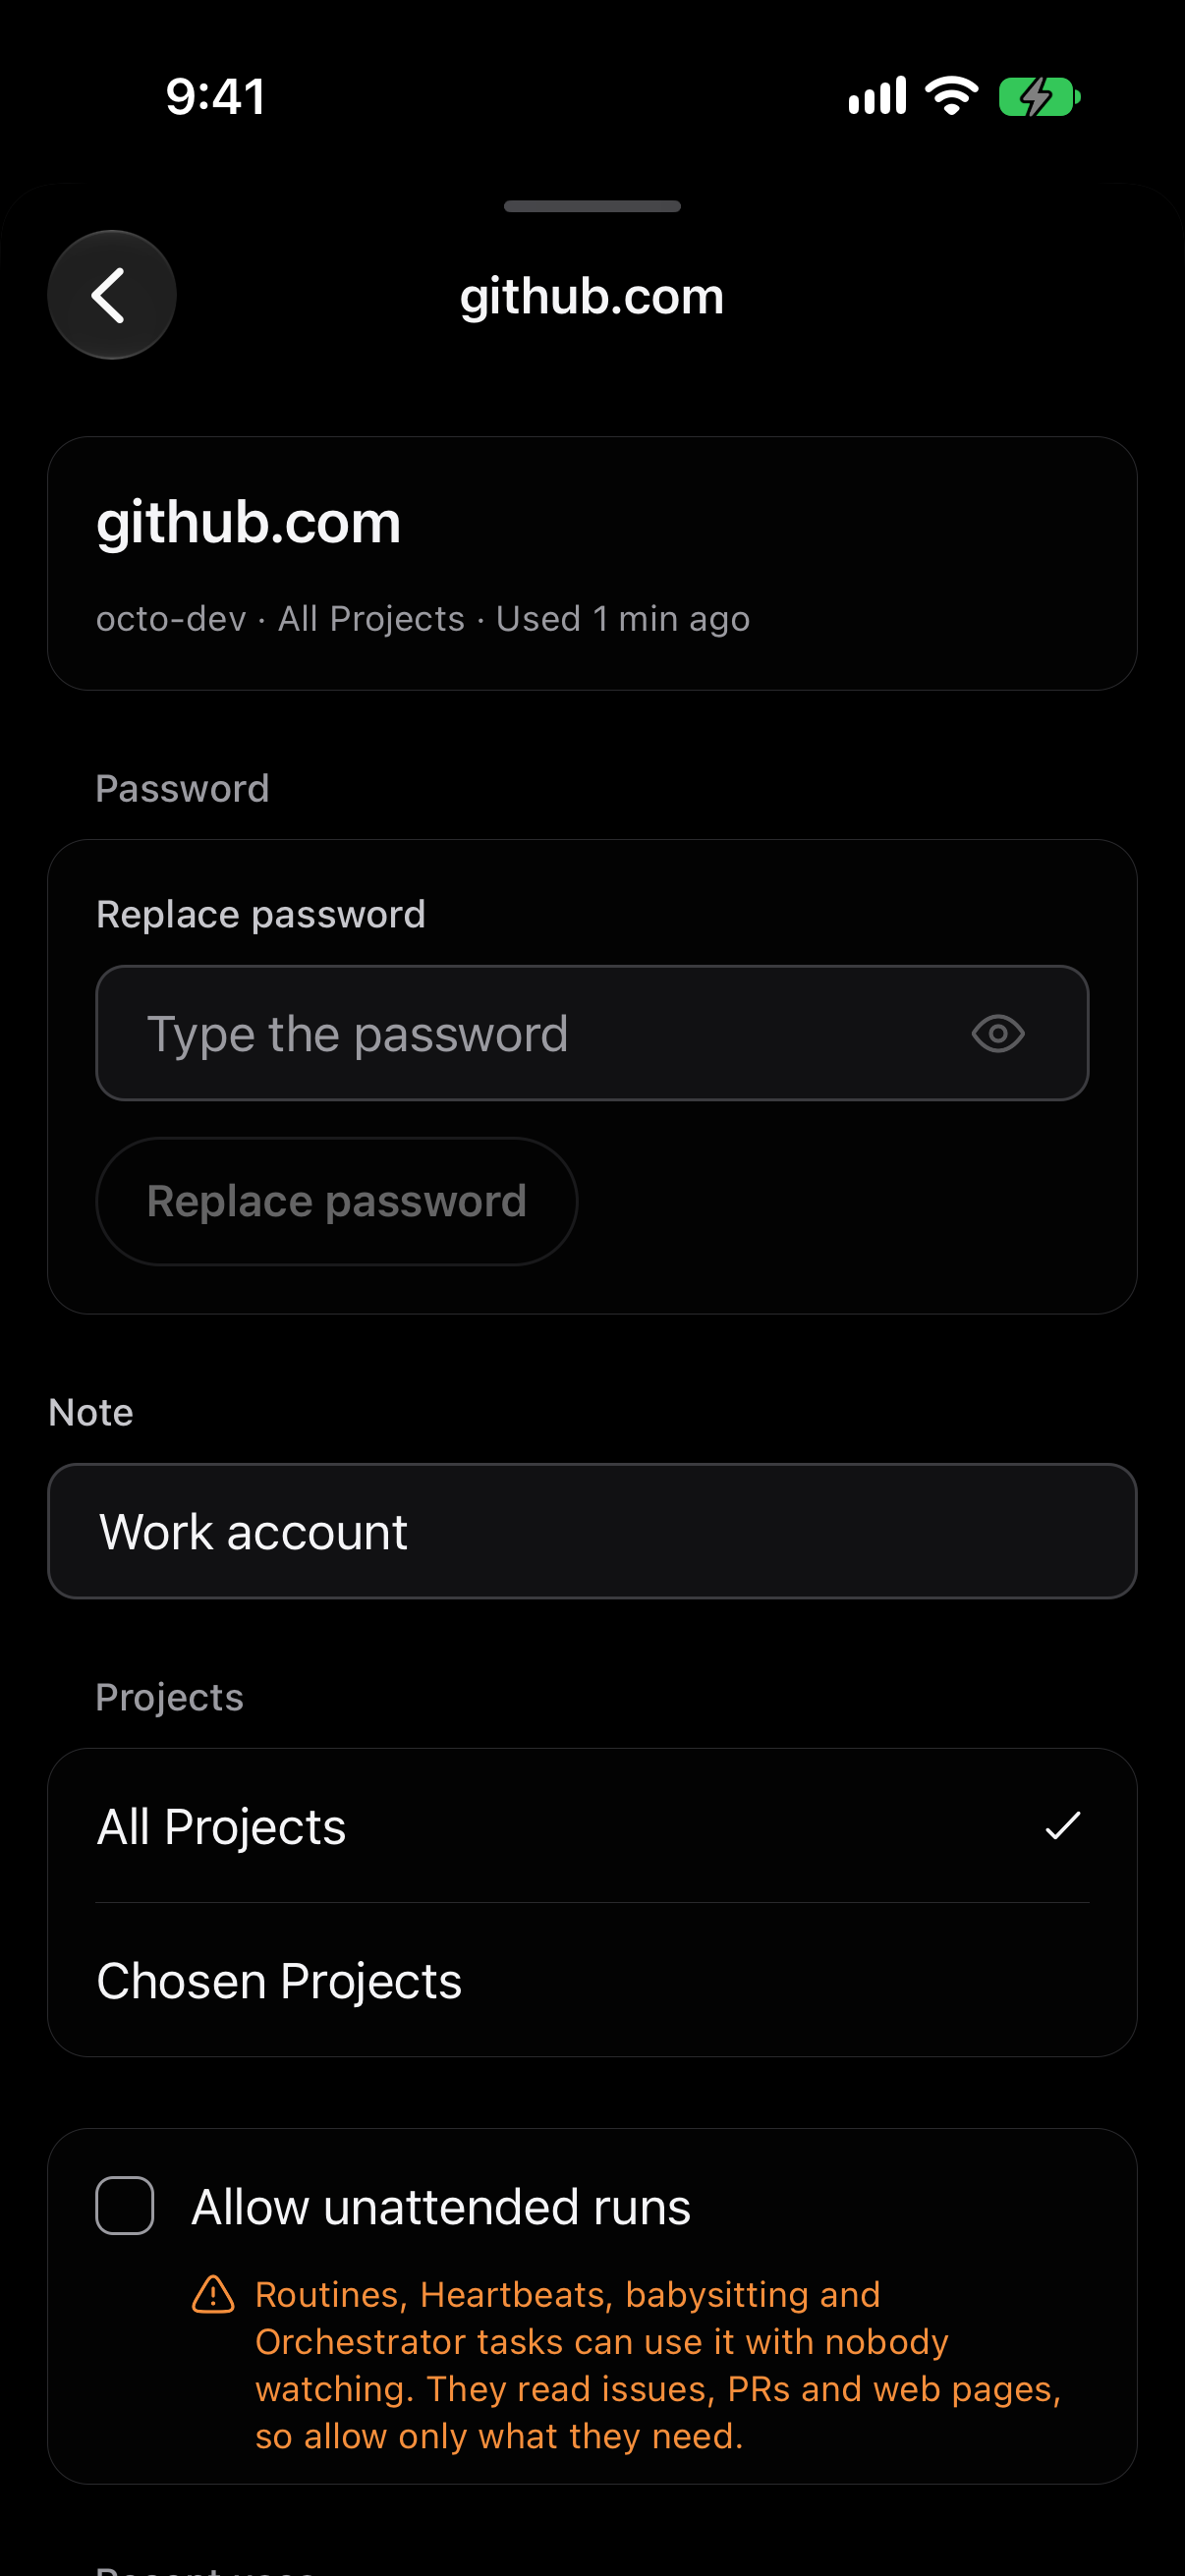 9:41
github.com
github.com
octo-dev · All Projects · Used 1 min ago
Password
Replace password
Type the password
Replace password
Note
Work account
Projects
All Projects
Chosen Projects
Allow unattended runs
Routines, Heartbeats, babysitting and
Orchestrator tasks can use it with nobody
watching. They read issues, PRs and web pages,
so allow only what they need.